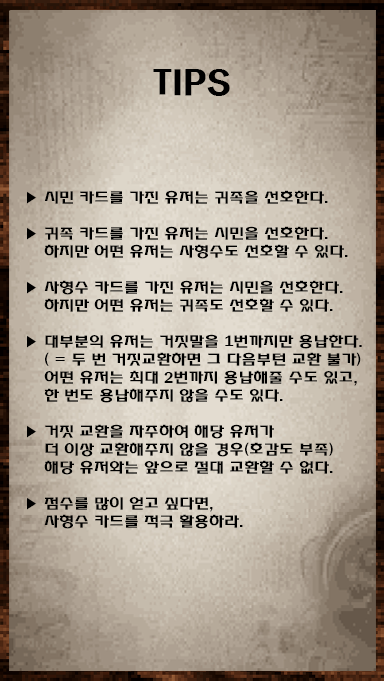 TIPS
▶ 시민 카드를 가진 유저는 귀족을 선호한다.
▶ 귀족 카드를 가진 유저는 시민을 선호한다.
하지만 어떤 유저는 사형수도 선호할 수 있다.
▶ 사형수 카드를 가진 유저는 시민을 선호한다.
하지만 어떤 유저는 귀족도 선호할 수 있다.
▶ 대부분의 유저는 거짓말을 1번까지만 용납한다.
( = 두 번 거짓교환하면 그 다음부턴 교환 불가)
어떤 유저는 최대 2번까지 용납해줄 수도 있고,
한 번도 용납해주지 않을 수도 있다.
▶ 거짓 교환을 자주하여 해당 유저가
더 이상 교환해주지 않을 경우(호감도 부족)
해당 유저와는 앞으로 절대 교환할 수 없다.
▶ 점수를 많이 얻고 싶다면,
사형수 카드를 적극 활용하라.